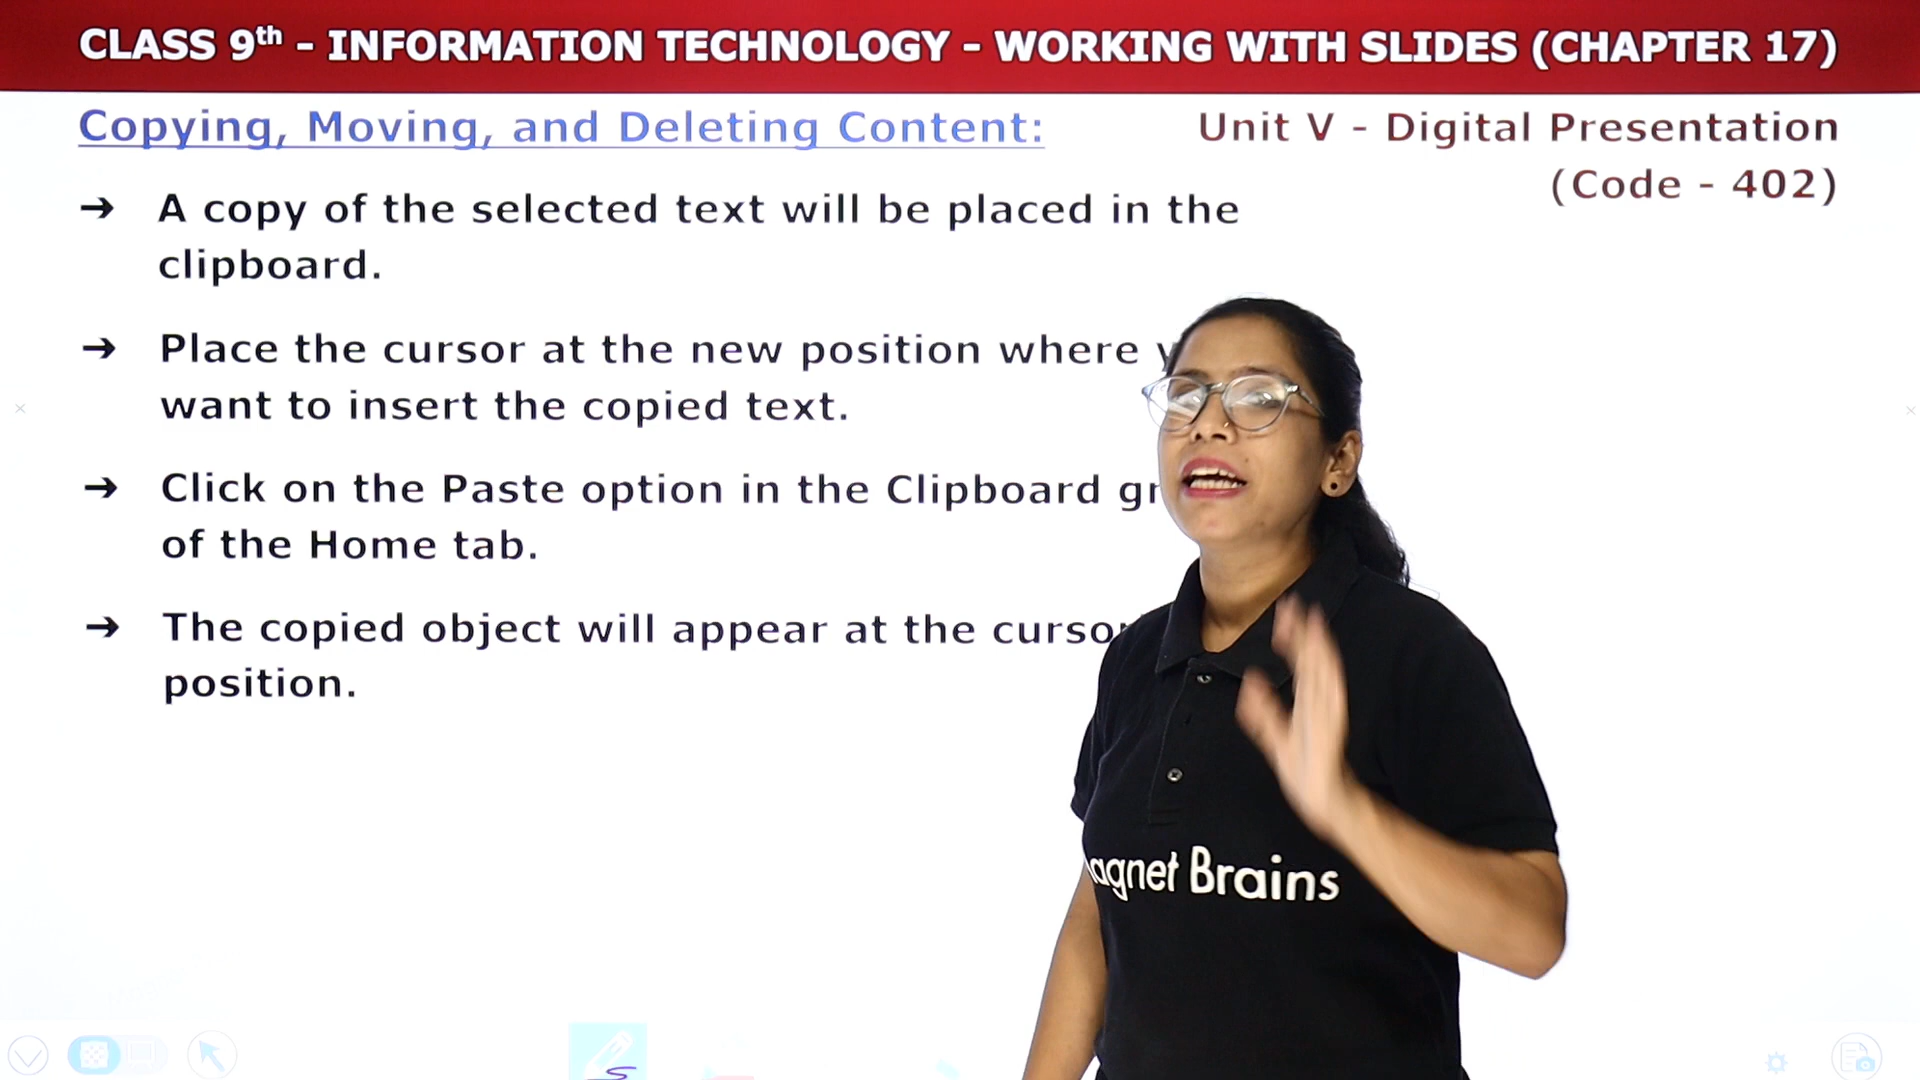 CLASS 9th - INFORMATION TECHNOLOGY - WORKING WITH SLIDES (CHAPTER 17)
Copying, Moving, and Deleting Content:
Unit V - Digital Presentation
(Code - 402)
➔ A copy of the selected text will be placed in the
clipboard.
➔ Place the cursor at the new position where
want to insert the copied text.
➔ Click on the Paste option in the Clipboard
of the Home tab.
➔ The copied object will appear at the cursor
position.
Brains